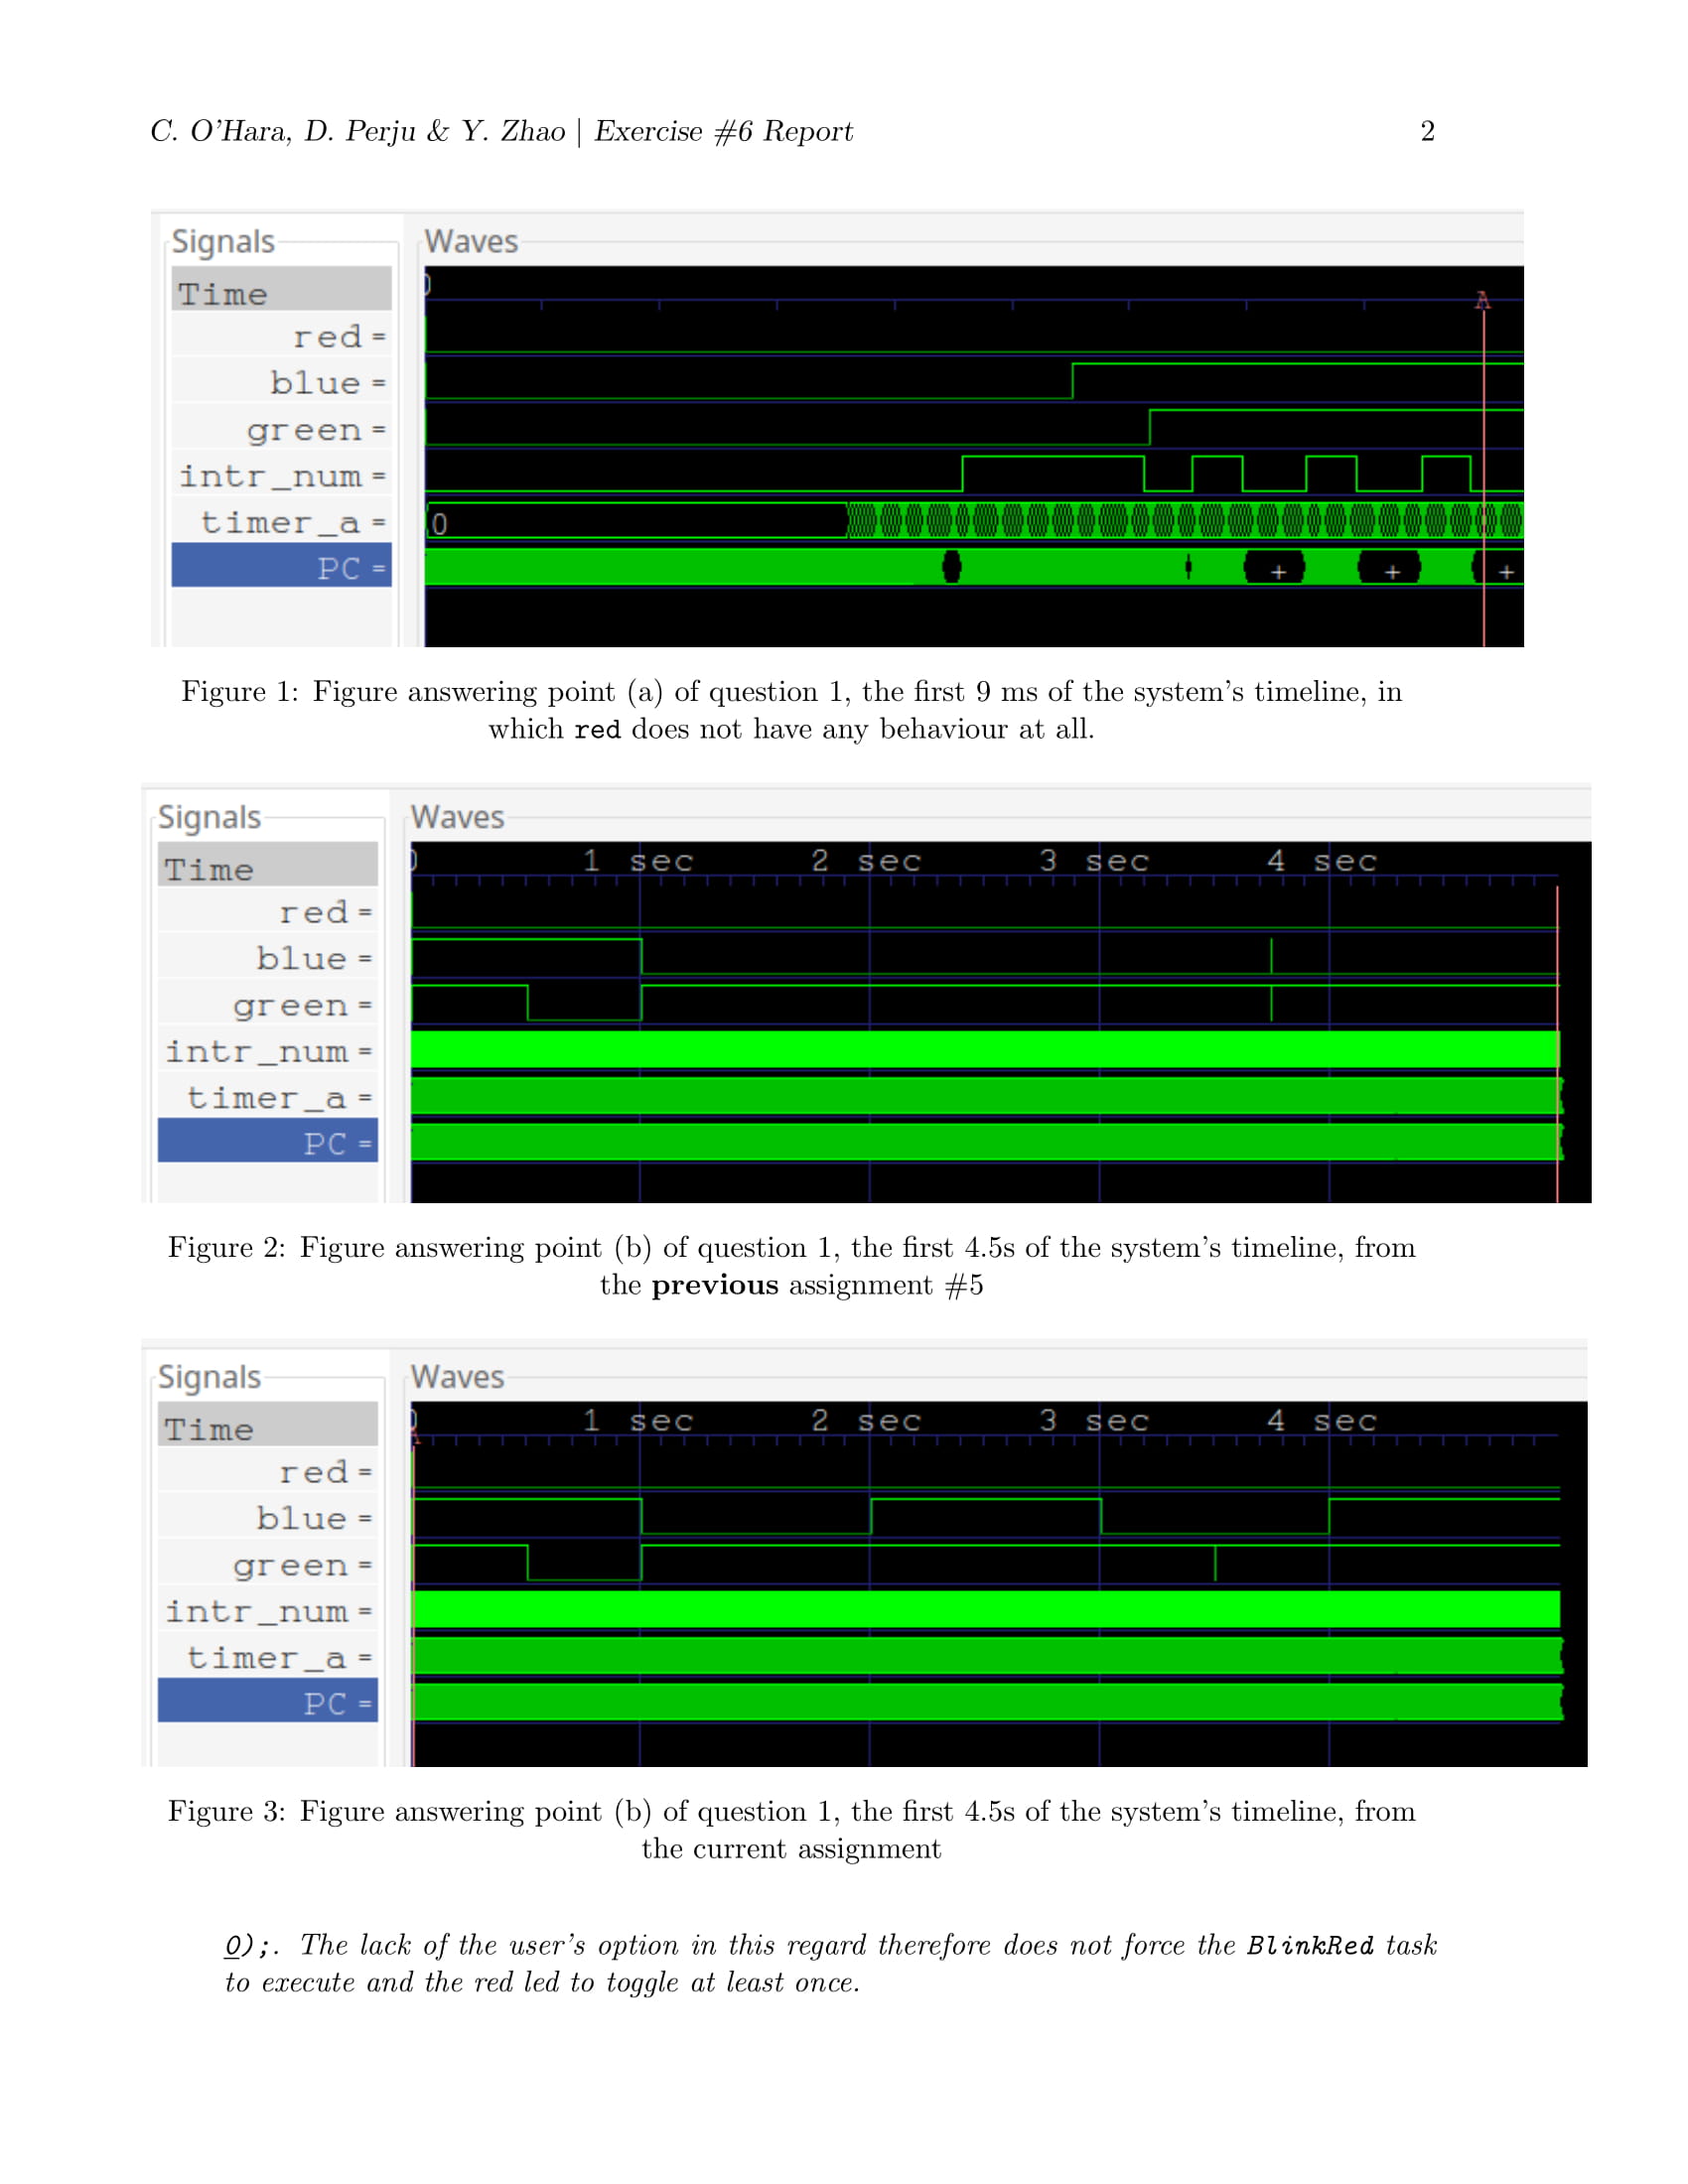 C. O'Hara, D. Perju & Y. Zhao | Exercise #6 Report 2
Signals Waves
Time 0
A
red =
blue =
green =
intr_num =
timer_a = 0
PC = + + +
Figure 1: Figure answering point (a) of question 1, the first 9 ms of the system's timeline, in
which red does not have any behaviour at all.
Signals Waves
Time 0 1 sec 2 sec 3 sec 4 sec
red =
blue =
green =
intr_num =
timer_a =
PC =
Figure 2: Figure answering point (b) of question 1, the first 4.5s of the system's timeline, from
the previous assignment #5
Signals Waves
Time 0 1 sec 2 sec 3 sec 4 sec
red =
blue =
green =
intr_num =
timer_a =
PC =
Figure 3: Figure answering point (b) of question 1, the first 4.5s of the system's timeline, from
the current assignment
0);. The lack of the user's option in this regard therefore does not force the BlinkRed task
to execute and the red led to toggle at least once.